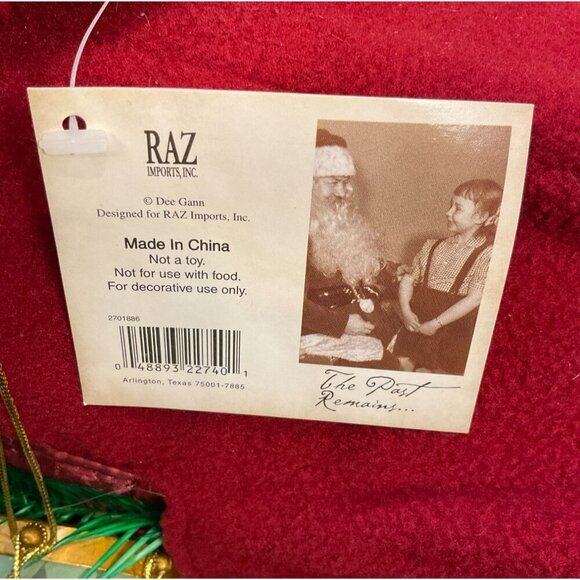 RAZ
IMPORTS, INC.
© Dee Gann
Designed for RAZ Imports, Inc.
Made In China
Not a toy.
Not for use with food.
For decorative use only.
2701886
0 48893 22740 1
Arlington, Texas 75001-7885
The Past
Remains...